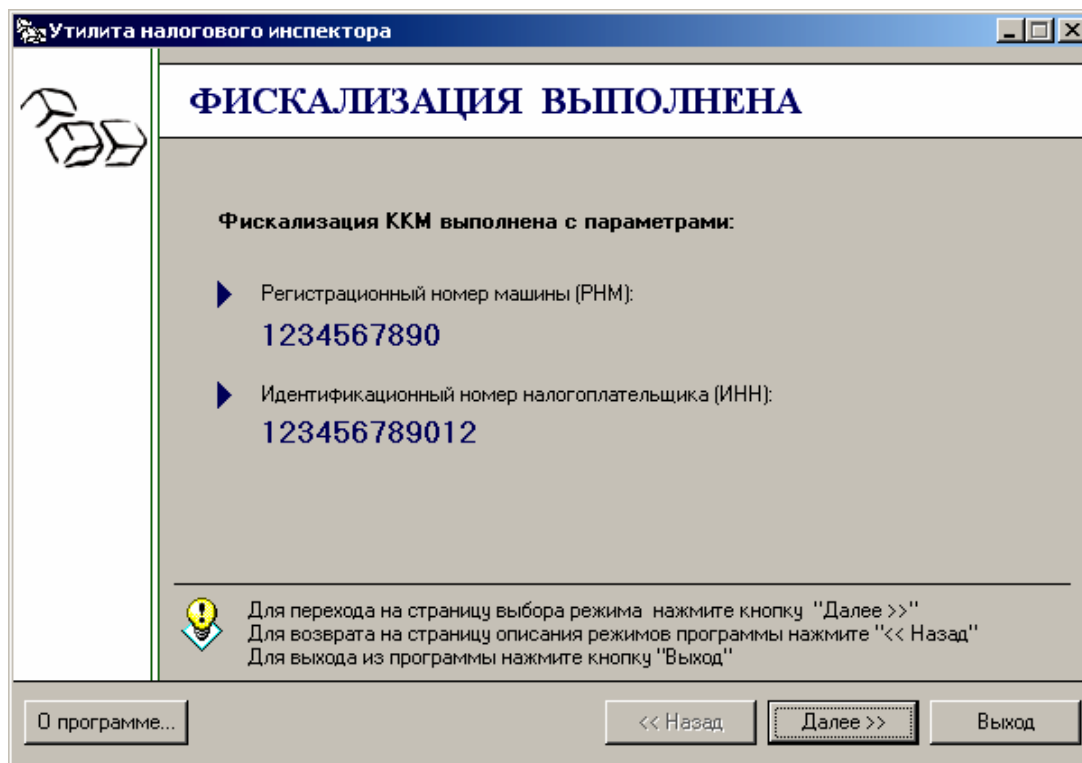 Утилита налогового инспектора
ФИСКАЛИЗАЦИЯ ВЫПОЛНЕНА
Фискализация ККМ выполнена с параметрами:
Регистрационный номер машины (РНМ):
1234567890
Идентификационный номер налогоплательщика (ИНН):
123456789012
Для перехода на страницу выбора режима нажмите кнопку "Далее >>"
Для возврата на страницу описания режимов программы нажмите "<< Назад"
Для выхода из программы нажмите кнопку "Выход"
О программе...
<< Назад
Далее >>
Выход